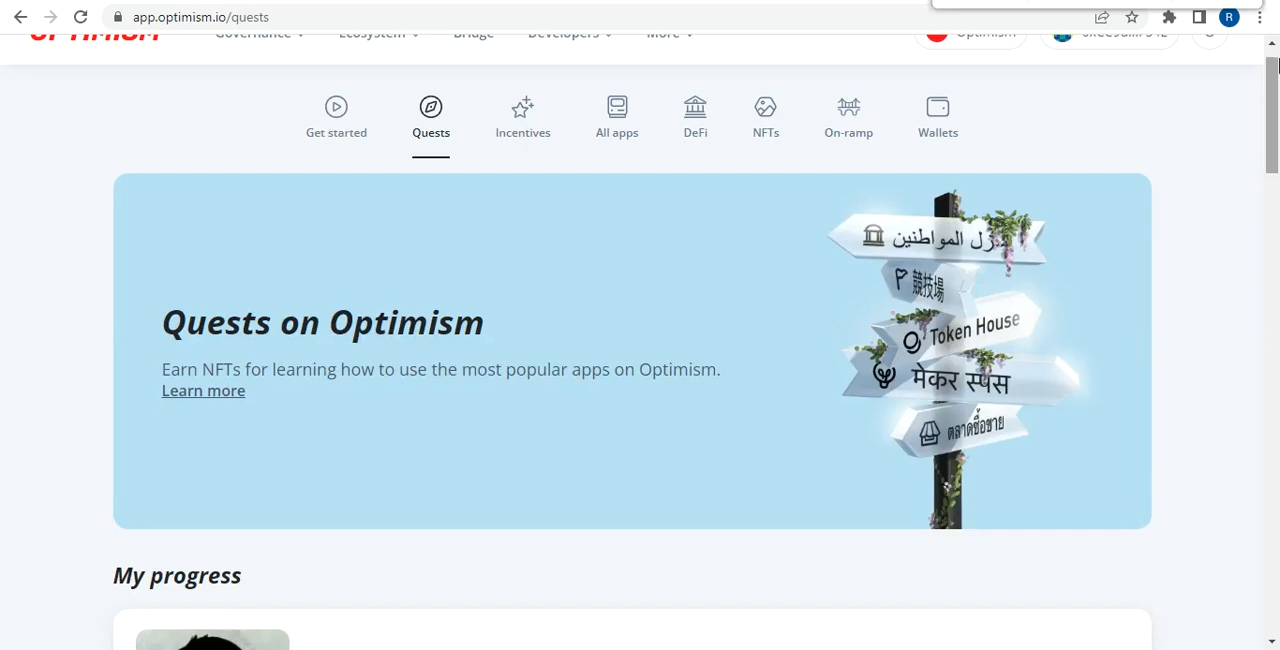 app.optimism.io/quests
R
OPTIMISM
Governance
Ecosystem
Bridge
Developers
More
Optimism
Get started
Quests
Incentives
All apps
DeFi
NFTs
On-ramp
Wallets
Quests on Optimism
Earn NFTs for learning how to use the most popular apps on Optimism.
Learn more
المواطنين
競技場
Token House
मेकर स्पेस
ตลาดซื้อขาย
My progress